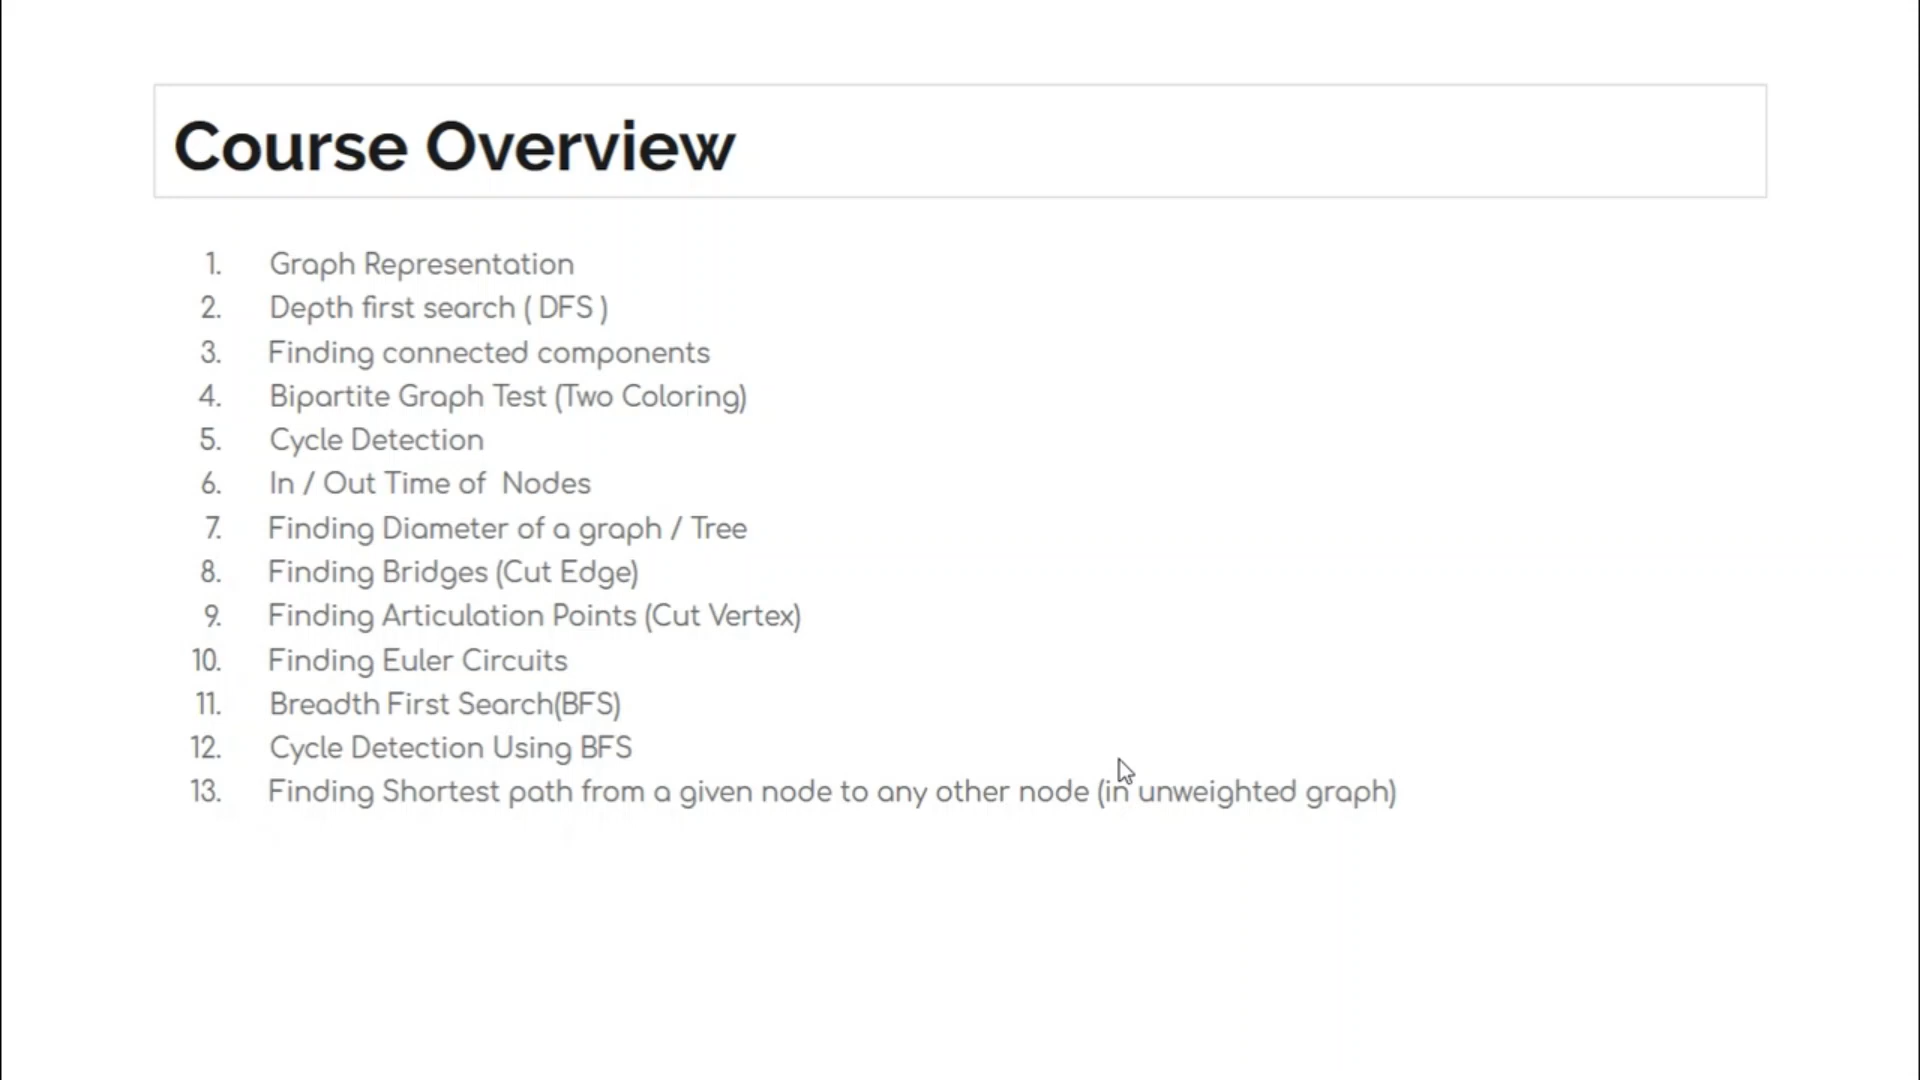 Course Overview
1. Graph Representation
2. Depth first search ( DFS )
3. Finding connected components
4. Bipartite Graph Test (Two Coloring)
5. Cycle Detection
6. In / Out Time of  Nodes
7. Finding Diameter of a graph / Tree
8. Finding Bridges (Cut Edge)
9. Finding Articulation Points (Cut Vertex)
10. Finding Euler Circuits
11. Breadth First Search(BFS)
12. Cycle Detection Using BFS
13. Finding Shortest path from a given node to any other node (in unweighted graph)